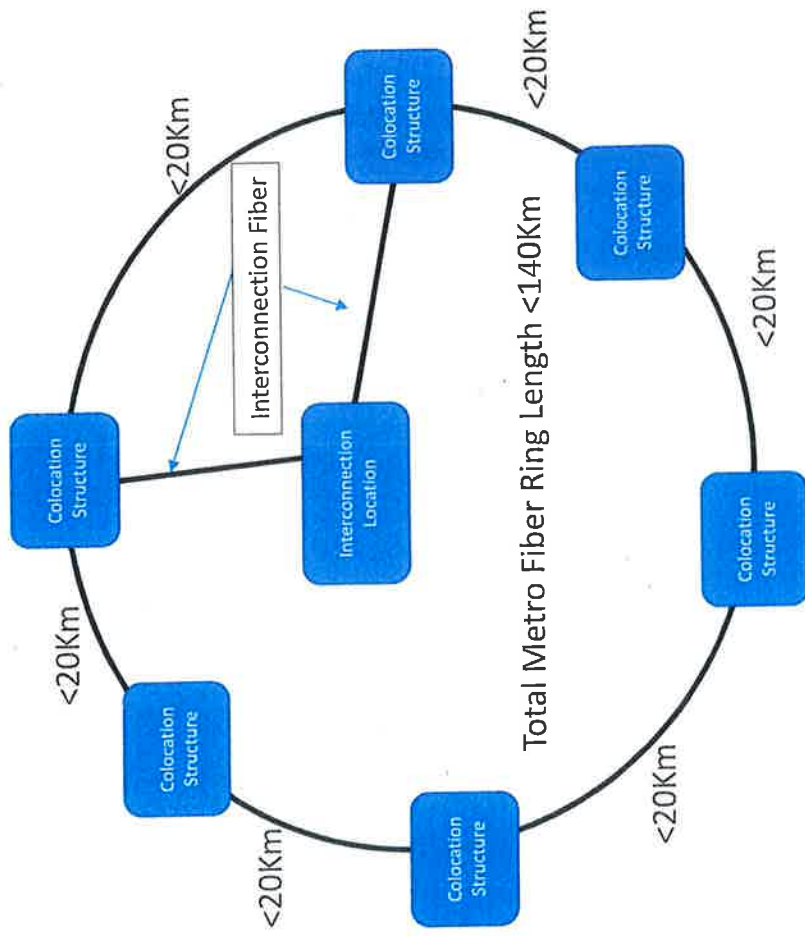 Colocation
Structure
<20Km
<20Km
Colocation
Structure
<20Km
Interconnection Fiber
Interconnection
Location
Colocation
Structure
Colocation
Structure
Total Metro Fiber Ring Length <140Km
<20Km
Colocation
Structure
<20Km
Colocation
Structure
<20Km